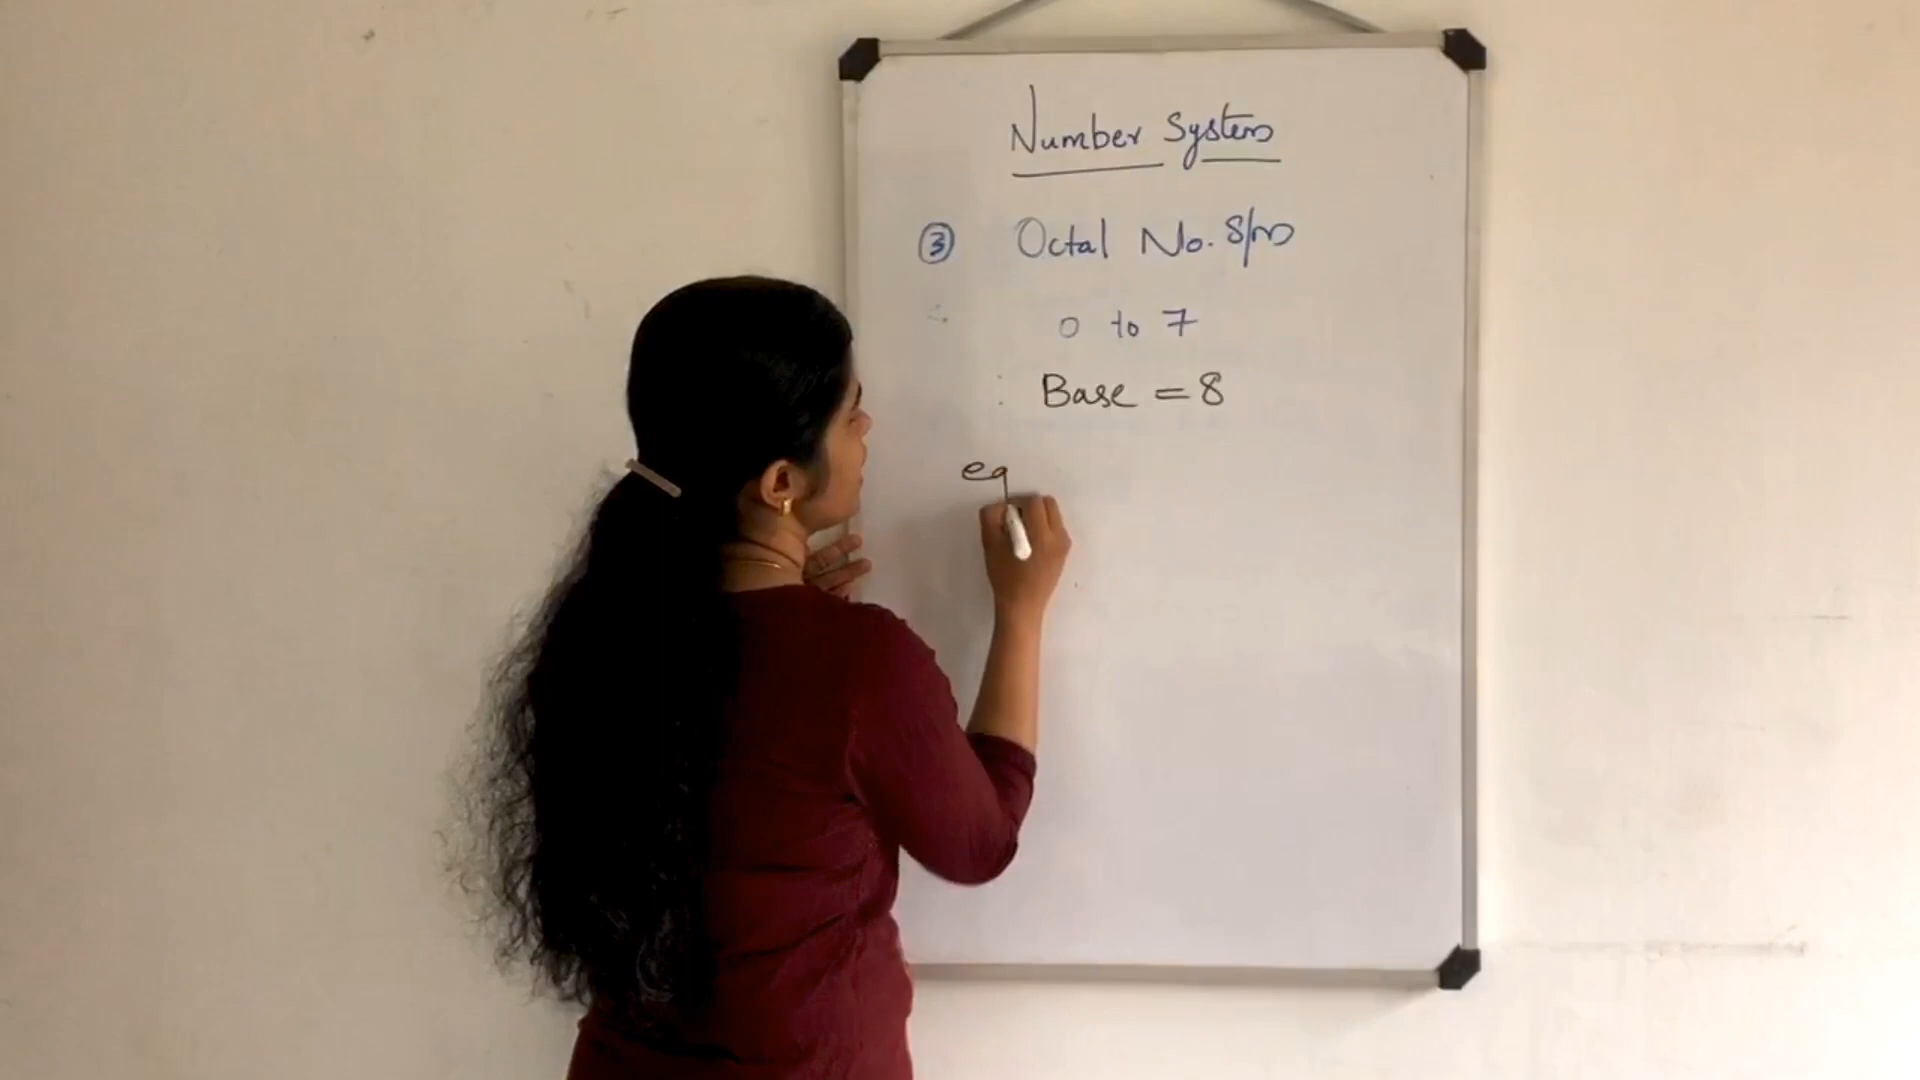 Number System
③ Octal No. S/m
0 to 7
Base = 8
eg